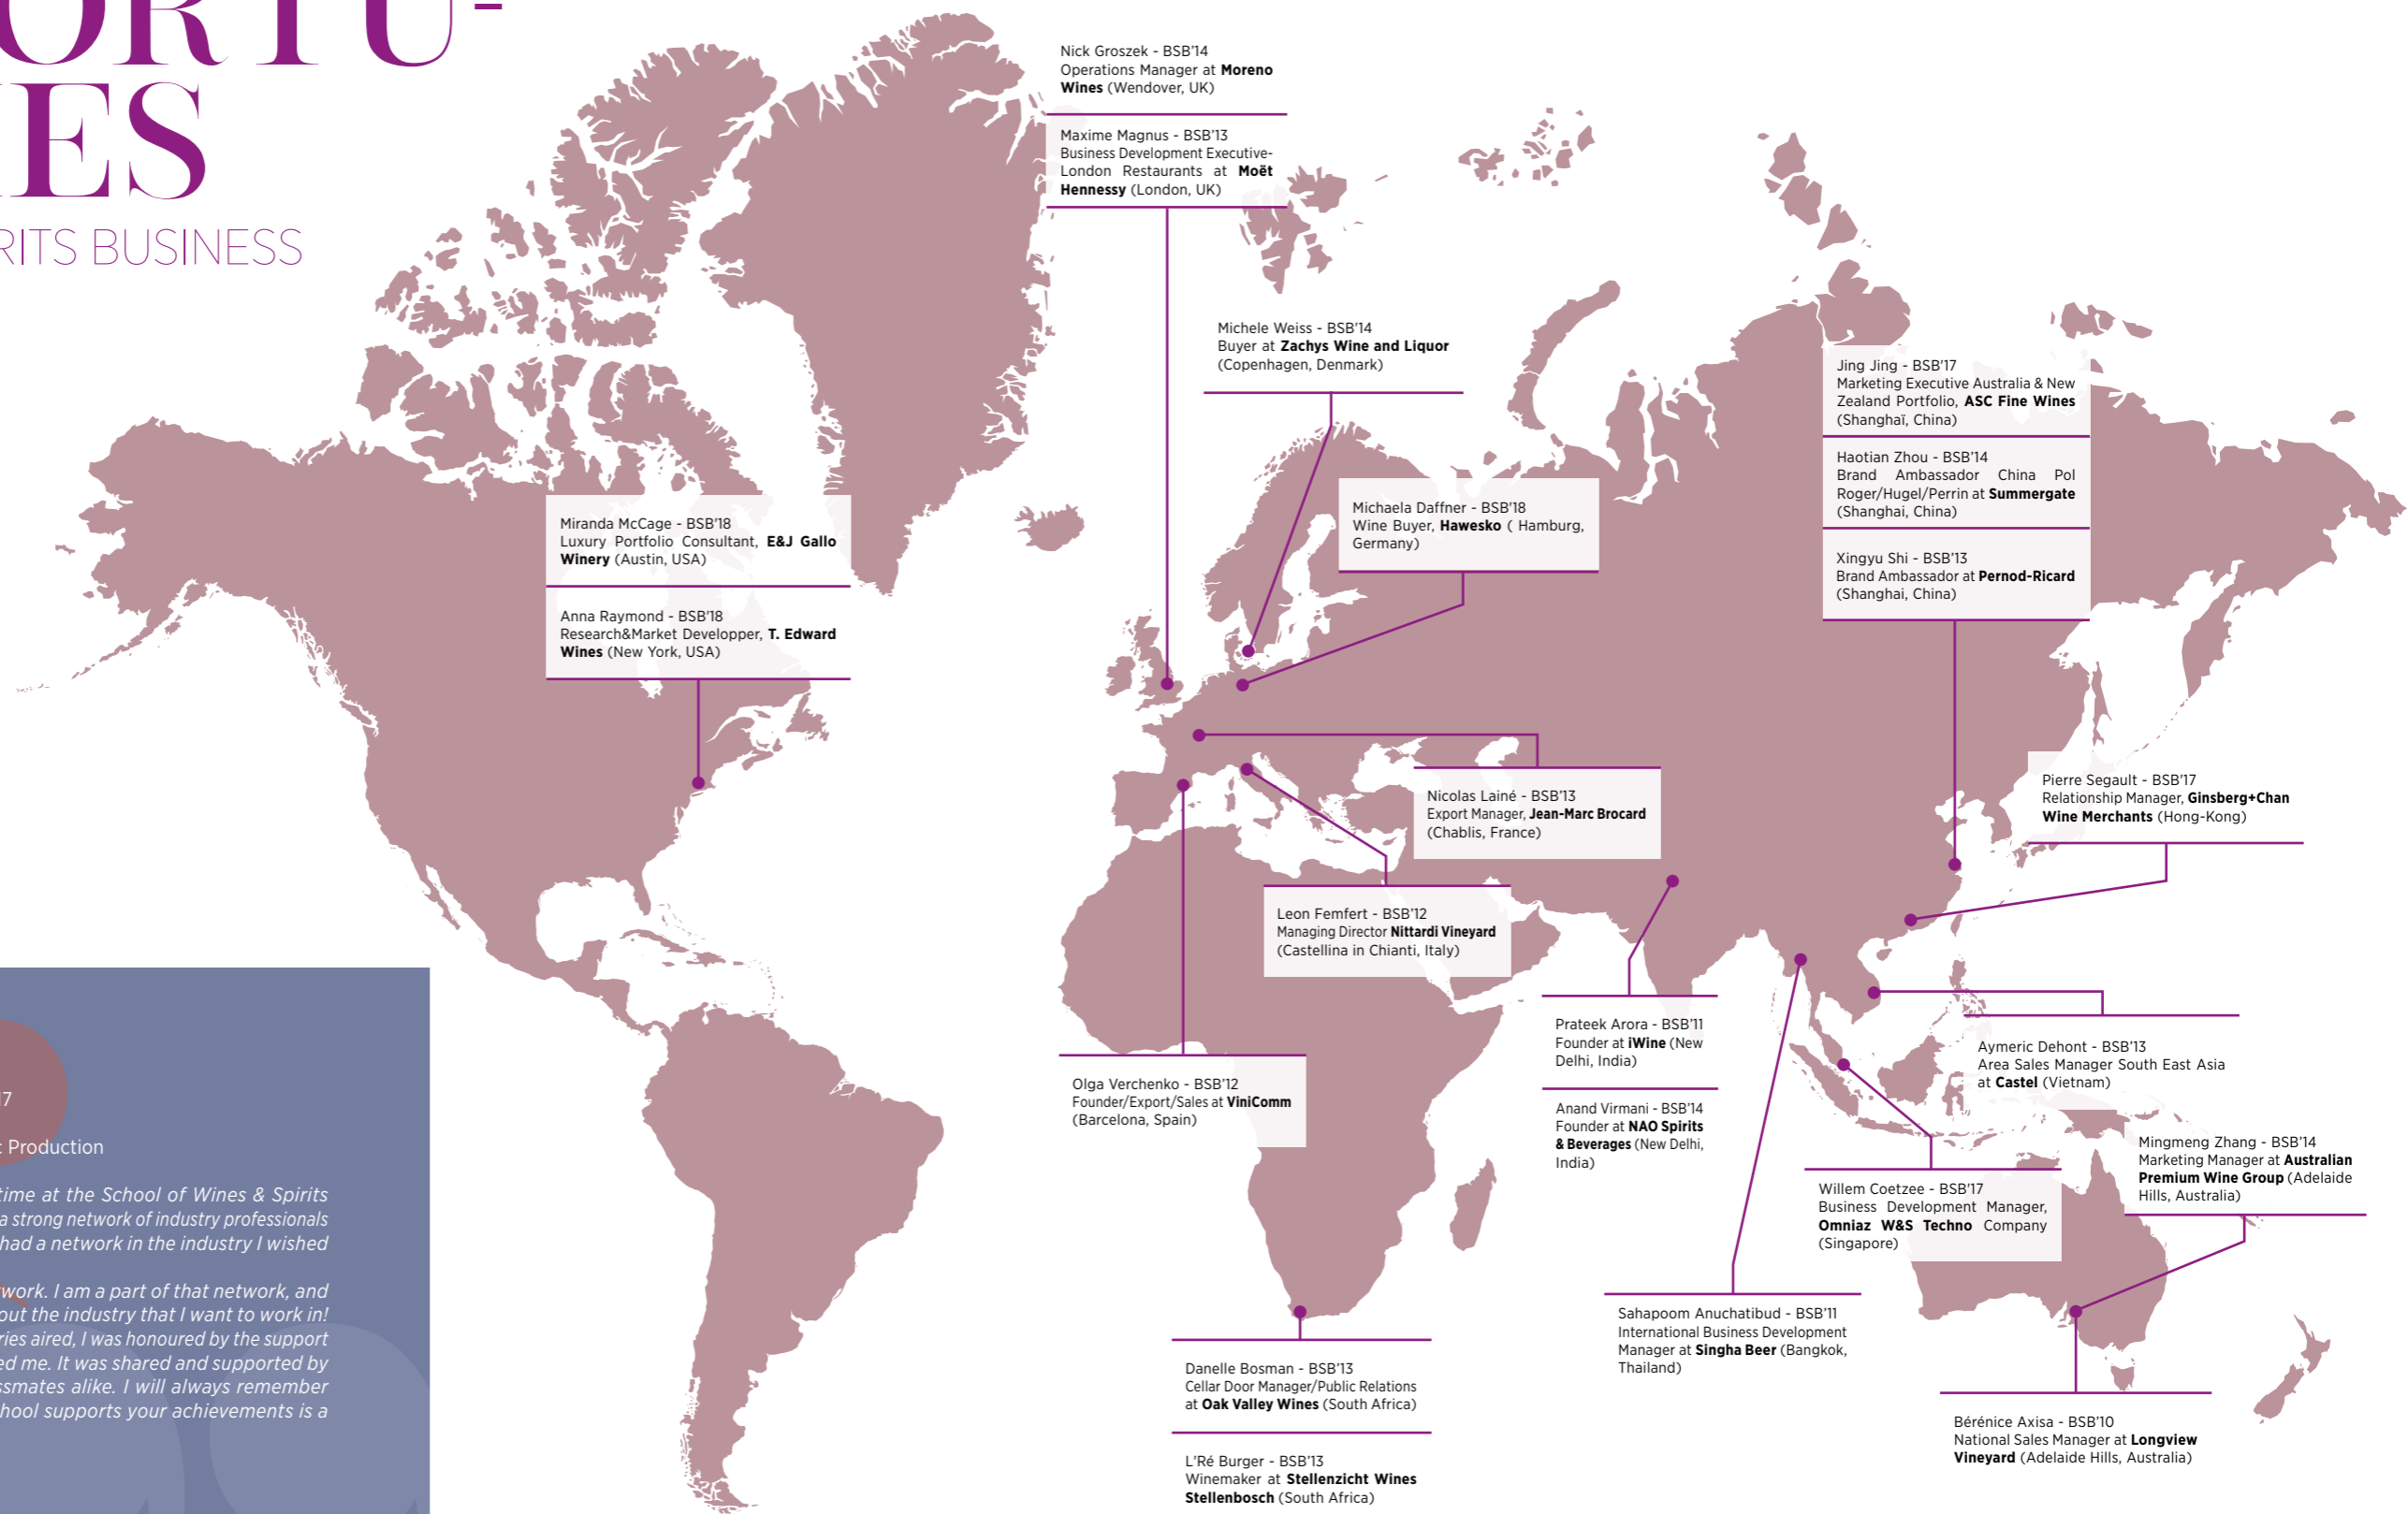 ORTU-
IES
RITS BUSINESS
Nick Groszek - BSB'14
Operations Manager at Moreno
Wines (Wendover, UK)
Maxime Magnus - BSB'13
Business Development Executive-
London Restaurants at Moët
Hennessy (London, UK)
Michele Weiss - BSB'14
Buyer at Zachys Wine and Liquor
(Copenhagen, Denmark)
Jing Jing - BSB'17
Marketing Executive Australia & New
Zealand Portfolio, ASC Fine Wines
(Shanghaï, China)
Haotian Zhou - BSB'14
Brand Ambassador China Pol
Roger/Hugel/Perrin at Summergate
(Shanghai, China)
Xingyu Shi - BSB'13
Brand Ambassador at Pernod-Ricard
(Shanghai, China)
Miranda McCage - BSB'18
Luxury Portfolio Consultant, E&J Gallo
Winery (Austin, USA)
Anna Raymond - BSB'18
Research&Market Developper, T. Edward
Wines (New York, USA)
Michaela Daffner - BSB'18
Wine Buyer, Hawesko ( Hamburg,
Germany)
Nicolas Lainé - BSB'13
Export Manager, Jean-Marc Brocard
(Chablis, France)
Pierre Segault - BSB'17
Relationship Manager, Ginsberg+Chan
Wine Merchants (Hong-Kong)
Leon Femfert - BSB'12
Managing Director Nittardi Vineyard
(Castellina in Chianti, Italy)
Olga Verchenko - BSB'12
Founder/Export/Sales at ViniComm
(Barcelona, Spain)
Prateek Arora - BSB'11
Founder at iWine (New
Delhi, India)
Anand Virmani - BSB'14
Founder at NAO Spirits
& Beverages (New Delhi,
India)
Aymeric Dehont - BSB'13
Area Sales Manager South East Asia
at Castel (Vietnam)
Mingmeng Zhang - BSB'14
Marketing Manager at Australian
Premium Wine Group (Adelaide
Hills, Australia)
Willem Coetzee - BSB'17
Business Development Manager,
Omniaz W&S Techno Company
(Singapore)
Sahapoom Anuchatibud - BSB'11
International Business Development
Manager at Singha Beer (Bangkok,
Thailand)
Danelle Bosman - BSB'13
Cellar Door Manager/Public Relations
at Oak Valley Wines (South Africa)
L'Ré Burger - BSB'13
Winemaker at Stellenzicht Wines
Stellenbosch (South Africa)
Bérénice Axisa - BSB'10
National Sales Manager at Longview
Vineyard (Adelaide Hills, Australia)
17
c Production
time at the School of Wines & Spirits
a strong network of industry professionals
had a network in the industry I wished
work. I am a part of that network, and
out the industry that I want to work in!
ries aired, I was honoured by the support
ed me. It was shared and supported by
ssmates alike. I will always remember
hool supports your achievements is a